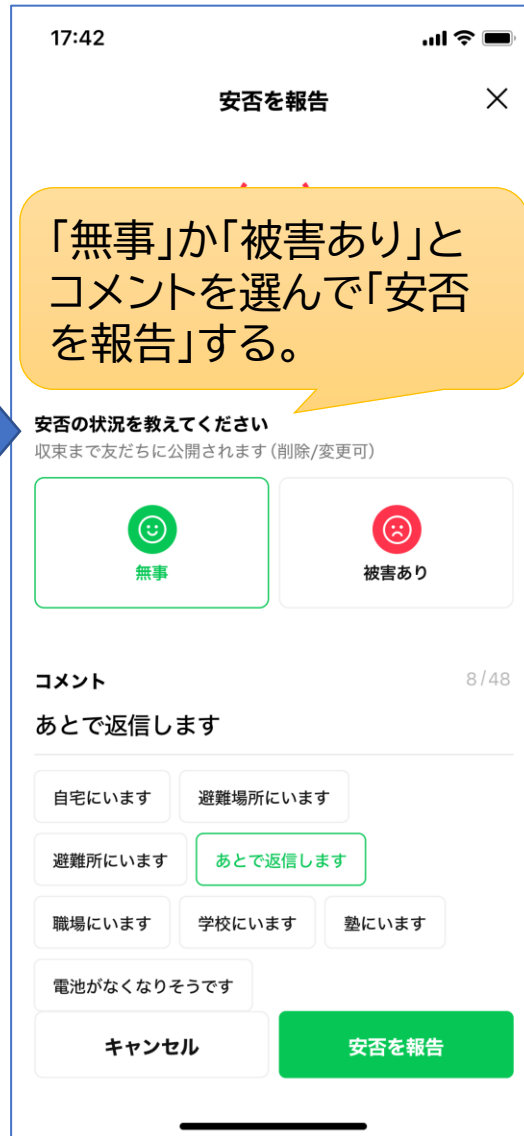 17:42
安否を報告
「無事」か「被害あり」と
コメントを選んで「安否
を報告」する。
安否の状況を教えてください
収束まで友だちに公開されます(削除/変更可)
無事
被害あり
コメント
8/48
あとで返信します
自宅にいます
避難場所にいます
避難所にいます
あとで返信します
職場にいます
学校にいます
塾にいます
電池がなくなりそうです
キャンセル
安否を報告